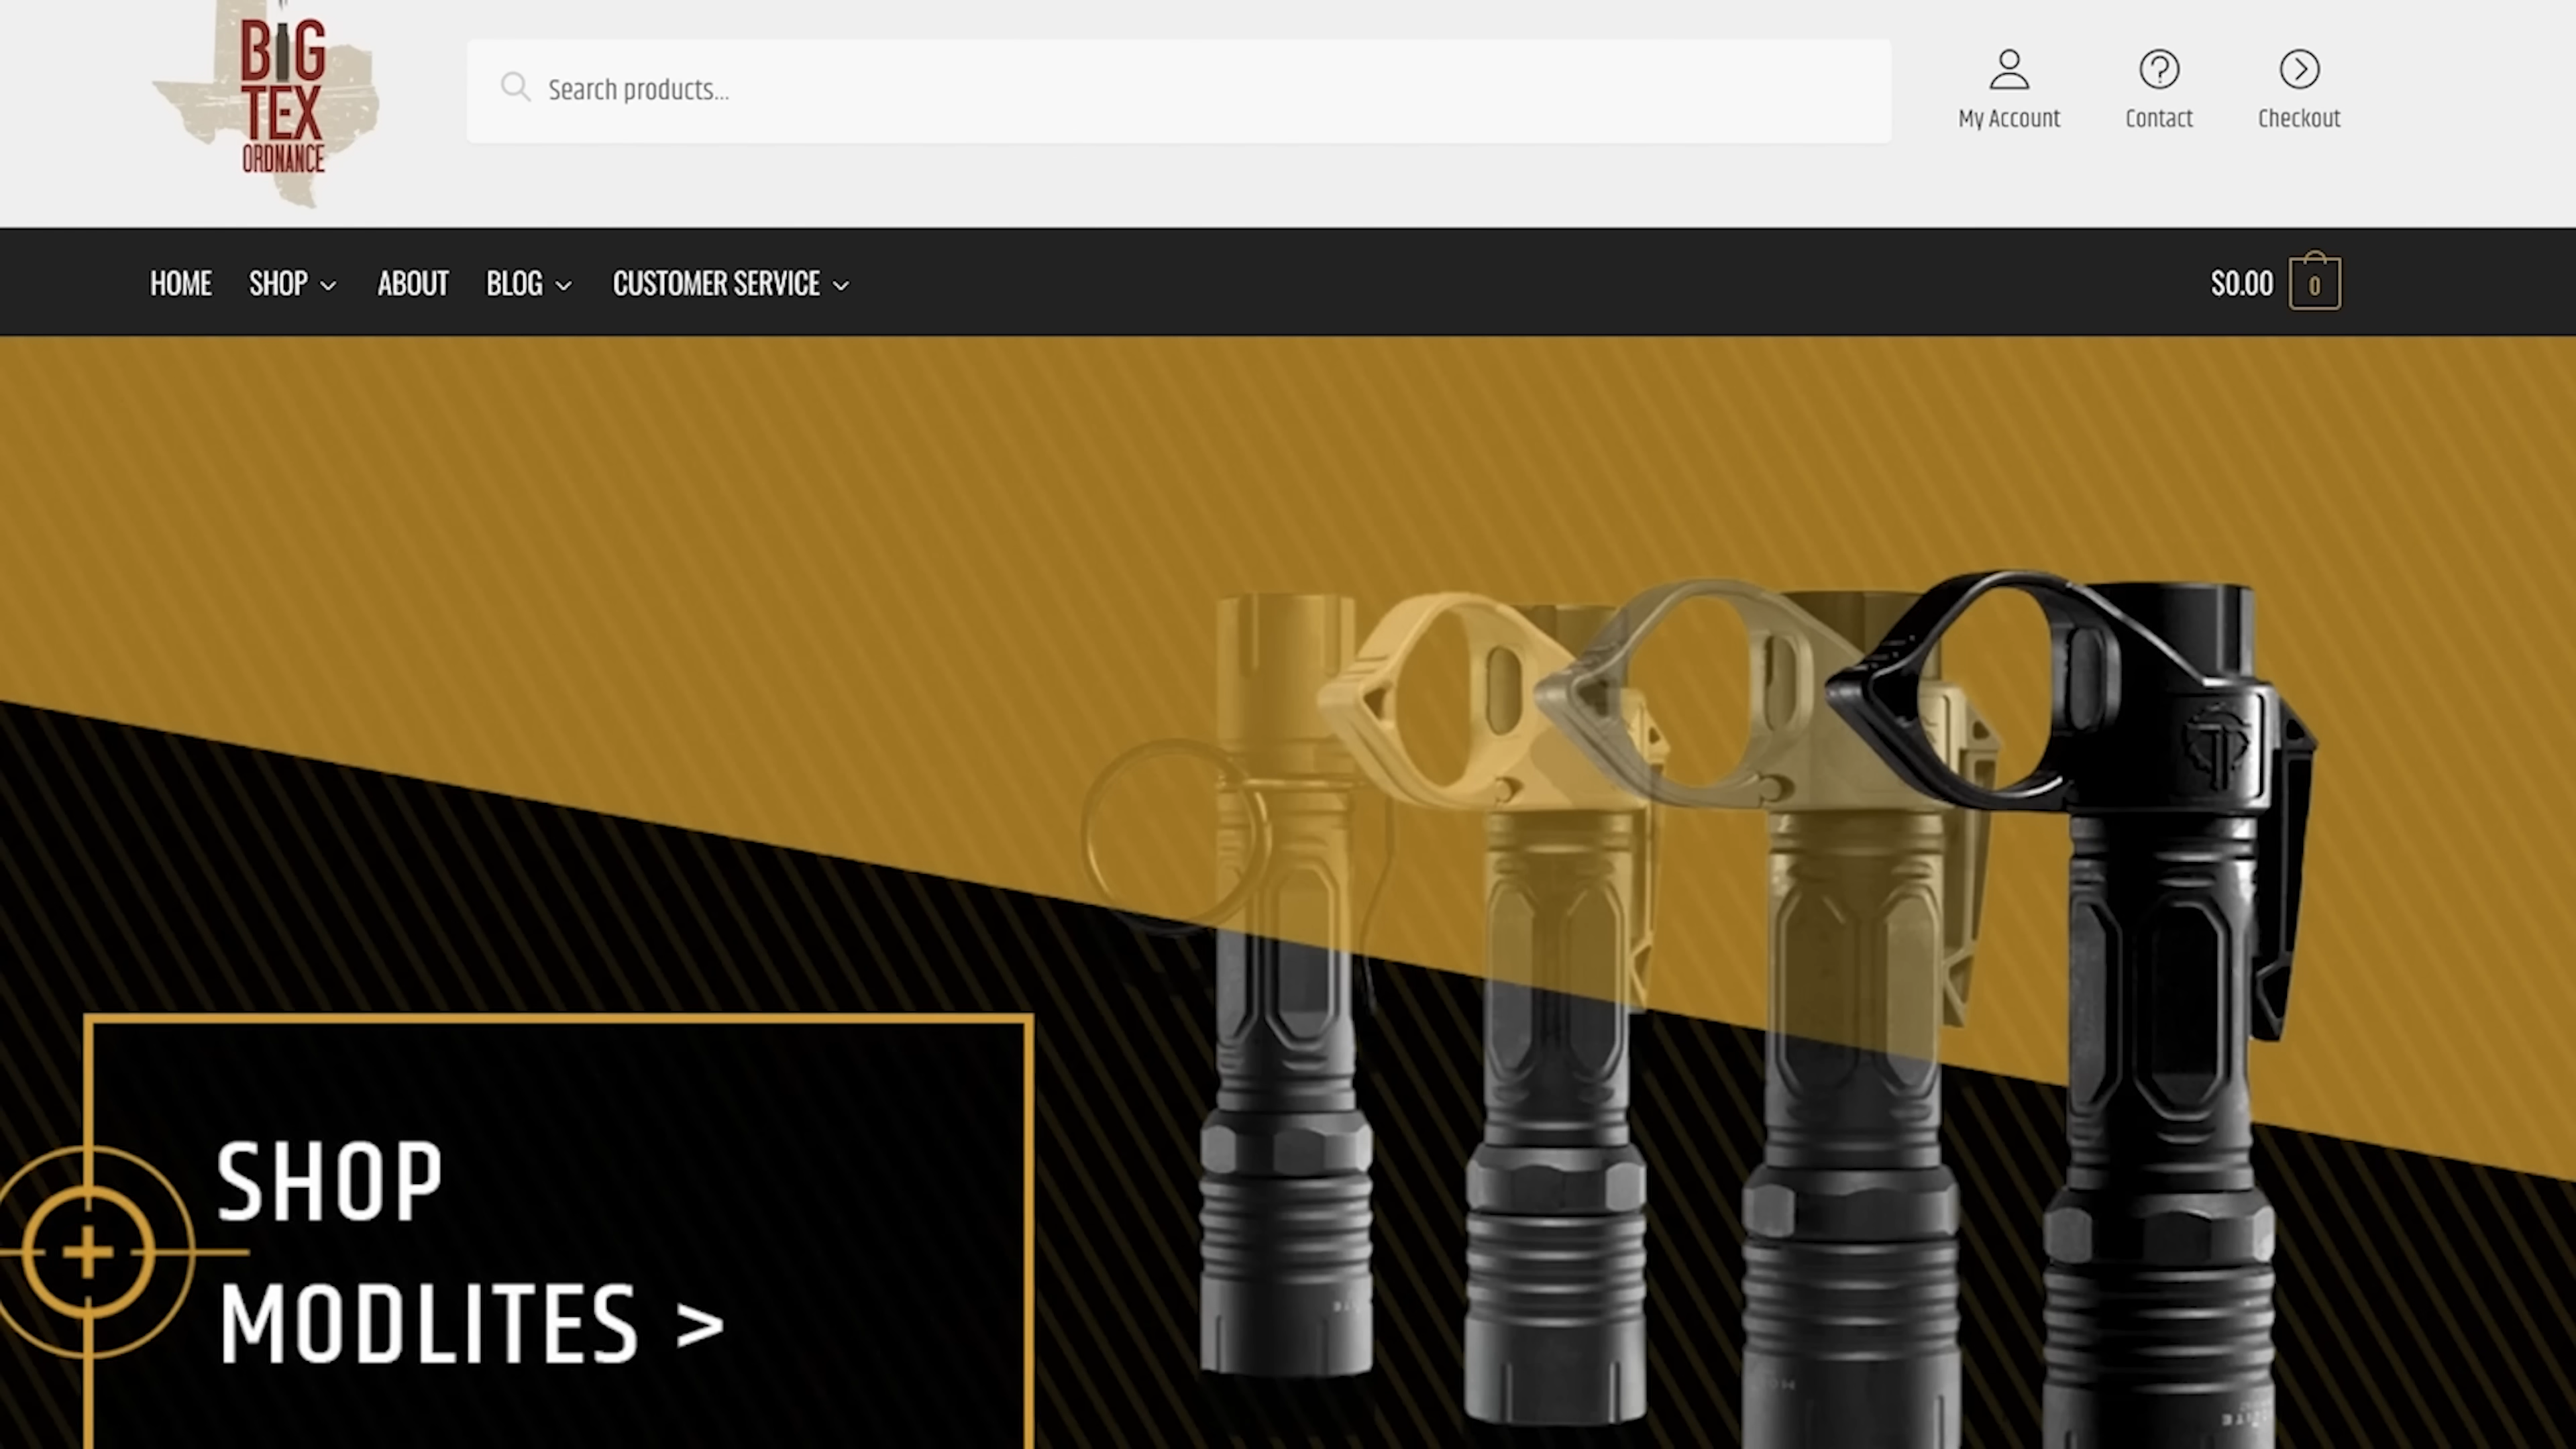 BIG
TEX
ORDNANCE
Search products...
My Account
Contact
Checkout
HOME
SHOP
ABOUT
BLOG
CUSTOMER SERVICE
$0.00
0
SHOP
MODLITES >